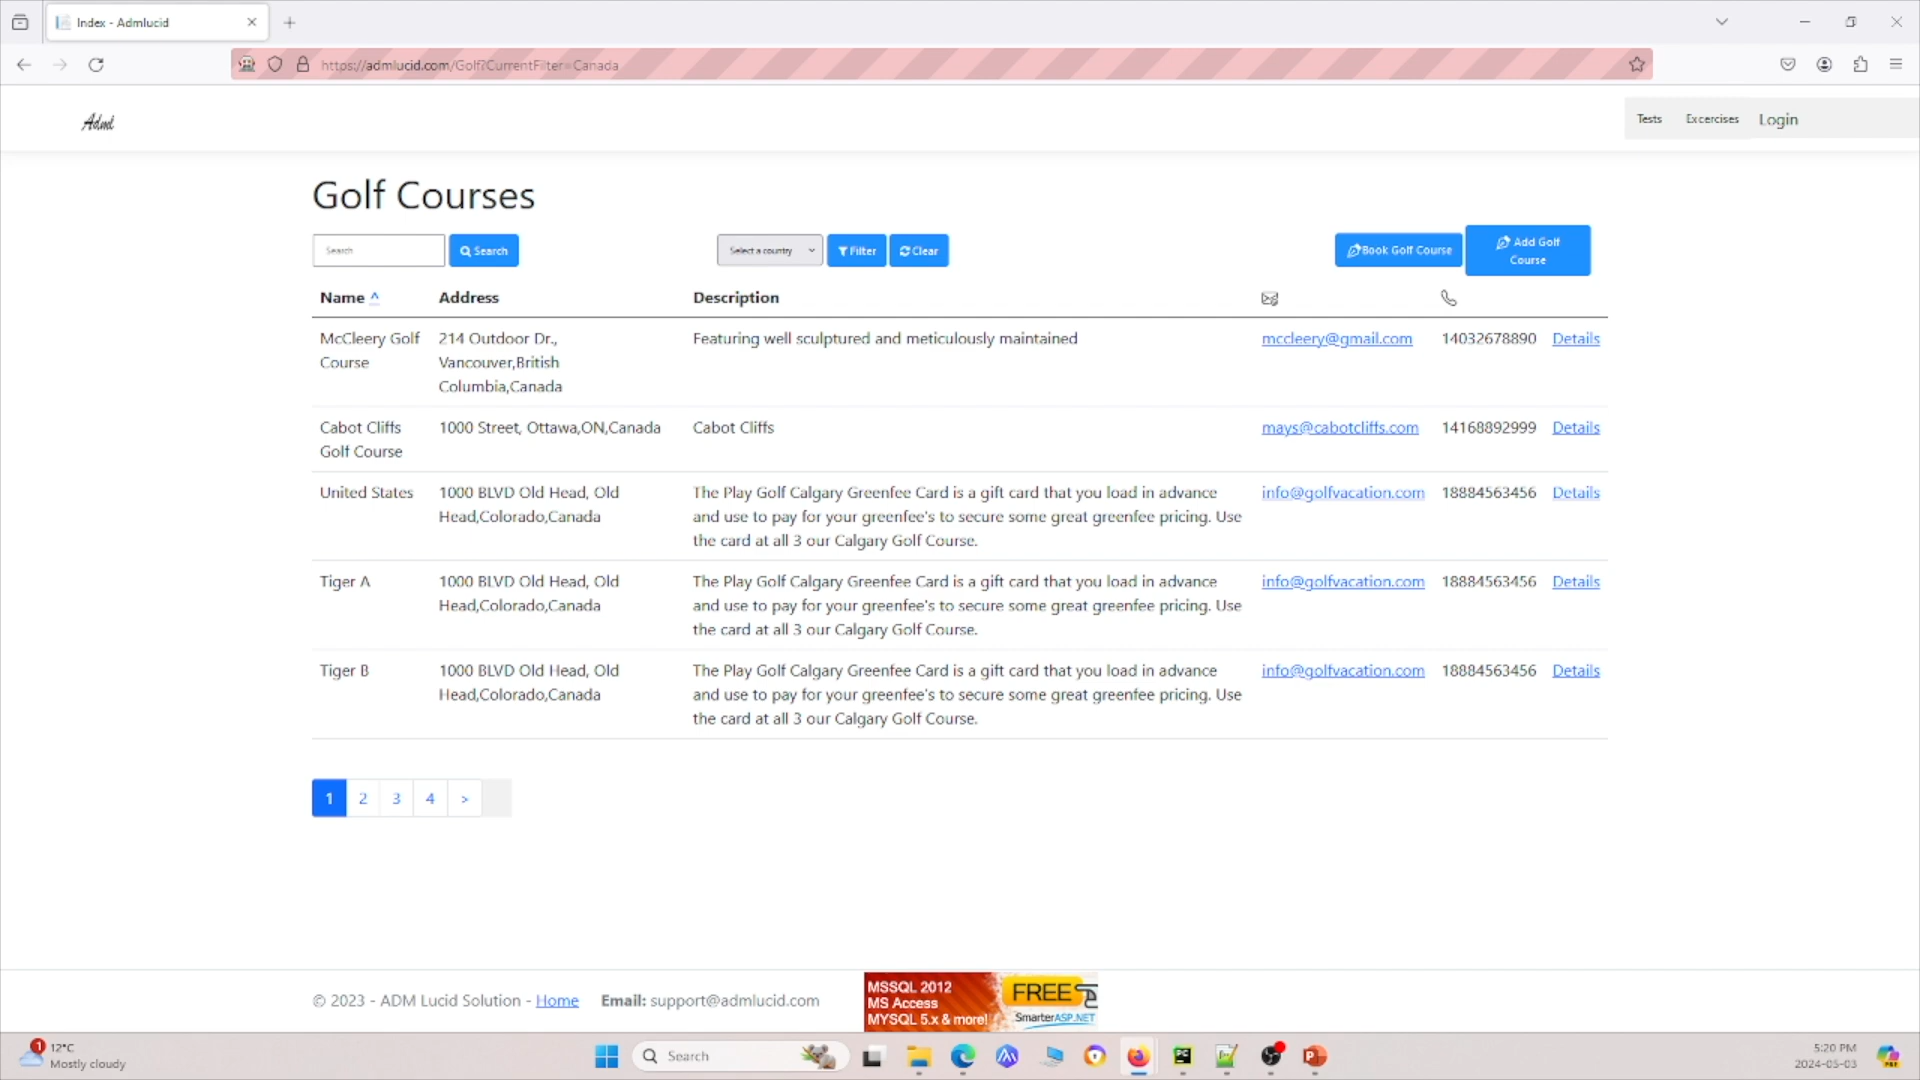 Index - Admlucid
https://admlucid.com/Golf?CurrentFilter=Canada
Adml
Tests Excercises Login
Golf Courses
Search Search Select a country Filter Clear Book Golf Course Add Golf
Course
Name ^ Address Description
McCleery Golf 214 Outdoor Dr., Featuring well sculptured and meticulously maintained mccleery@gmail.com 14032678890 Details
Course Vancouver,British
Columbia,Canada
Cabot Cliffs 1000 Street, Ottawa,ON,Canada Cabot Cliffs mays@cabotcliffs.com 14168892999 Details
Golf Course
United States 1000 BLVD Old Head, Old The Play Golf Calgary Greenfee Card is a gift card that you load in advance info@golfvacation.com 18884563456 Details
Head,Colorado,Canada and use to pay for your greenfee's to secure some great greenfee pricing. Use
the card at all 3 our Calgary Golf Course.
Tiger A 1000 BLVD Old Head, Old The Play Golf Calgary Greenfee Card is a gift card that you load in advance info@golfvacation.com 18884563456 Details
Head,Colorado,Canada and use to pay for your greenfee's to secure some great greenfee pricing. Use
the card at all 3 our Calgary Golf Course.
Tiger B 1000 BLVD Old Head, Old The Play Golf Calgary Greenfee Card is a gift card that you load in advance info@golfvacation.com 18884563456 Details
Head,Colorado,Canada and use to pay for your greenfee's to secure some great greenfee pricing. Use
the card at all 3 our Calgary Golf Course.
1 2 3 4 >
© 2023 - ADM Lucid Solution - Home Email: support@admlucid.com
MSSQL 2012
MS Access
MYSQL 5.x & more!
FREE
SmarterASP.NET
1
12°C
Mostly cloudy
Search
PC
P
5:20 PM
2024-05-03